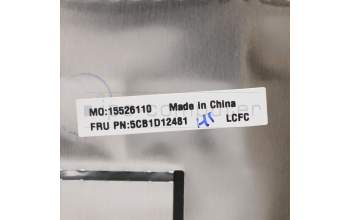 MO:15526110 Made in China
FRU PN:5CB1D12481 LCFC